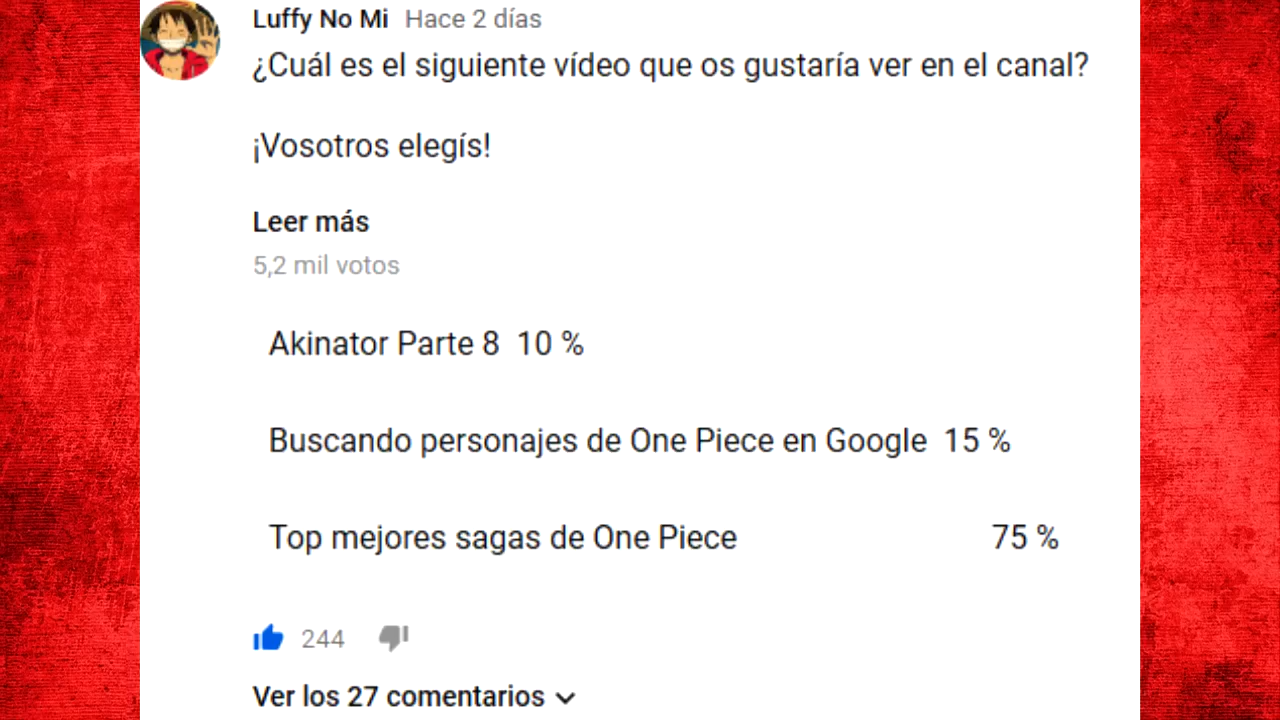 Luffy No Mi Hace 2 días
¿Cuál es el siguiente vídeo que os gustaría ver en el canal?
¡Vosotros elegís!
Leer más
5,2 mil votos
Akinator Parte 8 10 %
Buscando personajes de One Piece en Google 15 %
Top mejores sagas de One Piece 75 %
244
Ver los 27 comentarios